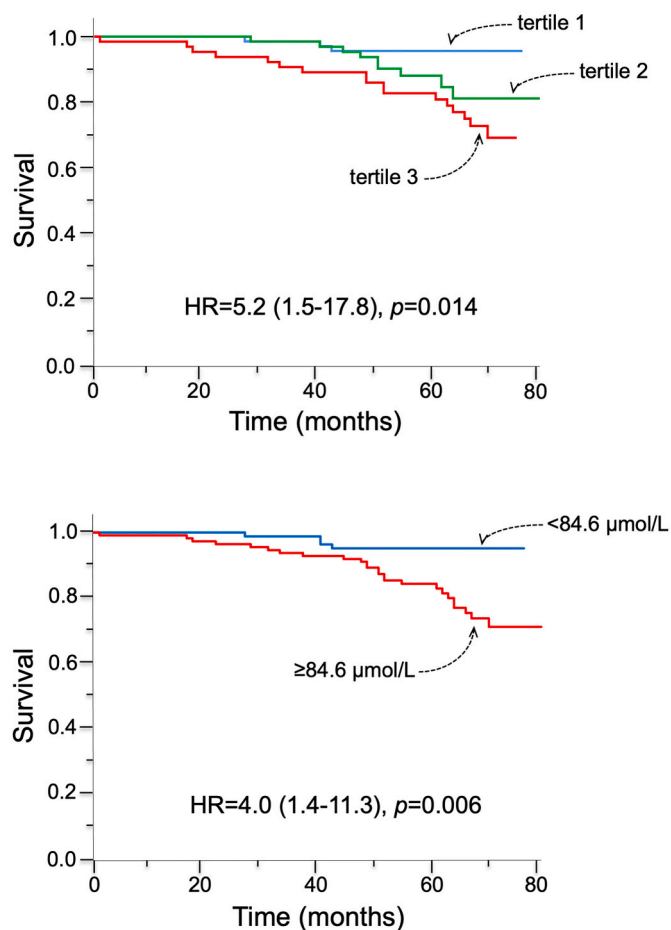 tertile 1
1.0
tertile 2
0.8
tertile 3
0.6
Survival
0.4
0.2
HR=5.2 (1.5-17.8), p=0.014
0.0
0 20 40 60 80
Time (months)
<84.6 µmol/L
1.0
0.8
≥84.6 µmol/L
0.6
Survival
0.4
0.2
HR=4.0 (1.4-11.3), p=0.006
0.0
0 20 40 60 80
Time (months)